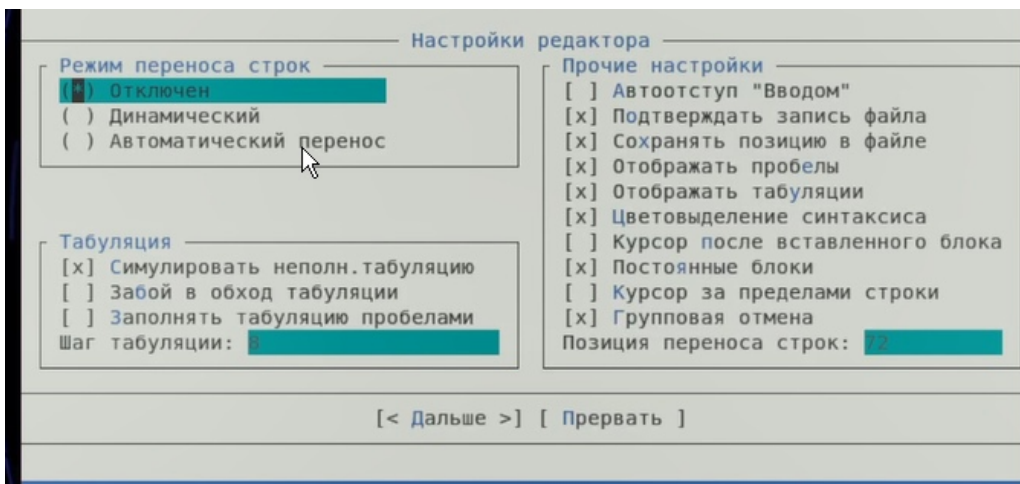 Настройки редактора
Режим переноса строк
(*) Отключен
( ) Динамический
( ) Автоматический перенос
Табуляция
[x] Симулировать неполн.табуляцию
[ ] Забой в обход табуляции
[ ] Заполнять табуляцию пробелами
Шаг табуляции: 8
Прочие настройки
[ ] Автоотступ "Вводом"
[x] Подтверждать запись файла
[x] Сохранять позицию в файле
[x] Отображать пробелы
[x] Отображать табуляции
[x] Цветовыделение синтаксиса
[ ] Курсор после вставленного блока
[x] Постоянные блоки
[ ] Курсор за пределами строки
[x] Групповая отмена
Позиция переноса строк: 72
[< Дальше >] [ Прервать ]